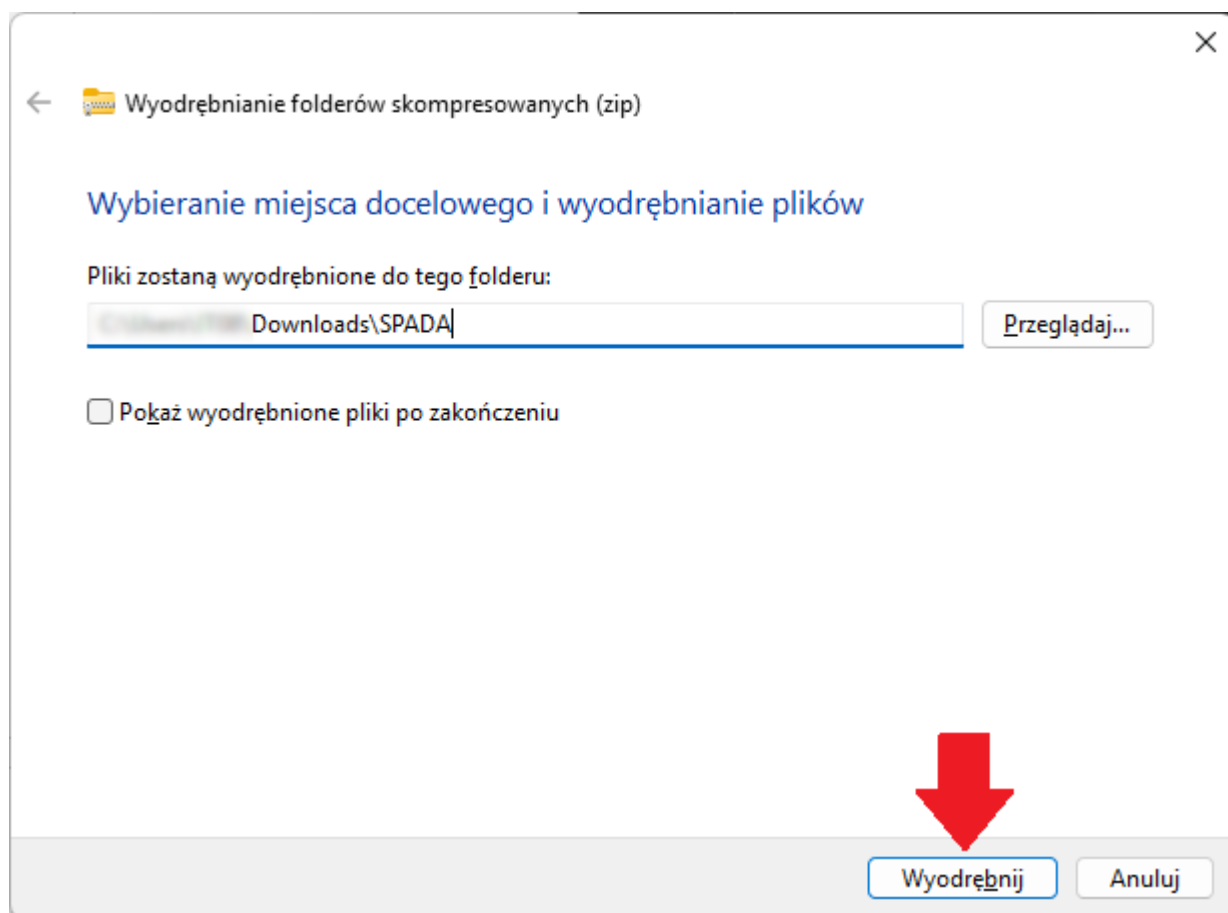 Wyodrębnianie folderów skompresowanych (zip)
Wybieranie miejsca docelowego i wyodrębnianie plików
Pliki zostaną wyodrębnione do tego folderu:
Downloads\SPADA
Przeglądaj...
Pokaż wyodrębnione pliki po zakończeniu
Wyodrębnij
Anuluj